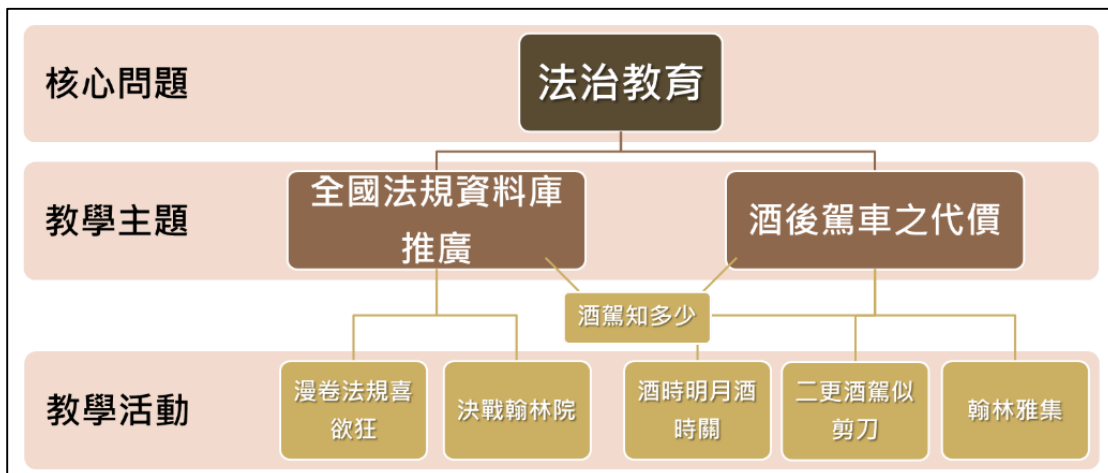 核心問題
法治教育
教學主題
全國法規資料庫
推廣
酒後駕車之代價
酒駕知多少
教學活動
漫卷法規喜
欲狂
決戰翰林院
酒時明月酒
時關
二更酒駕似
剪刀
翰林雅集